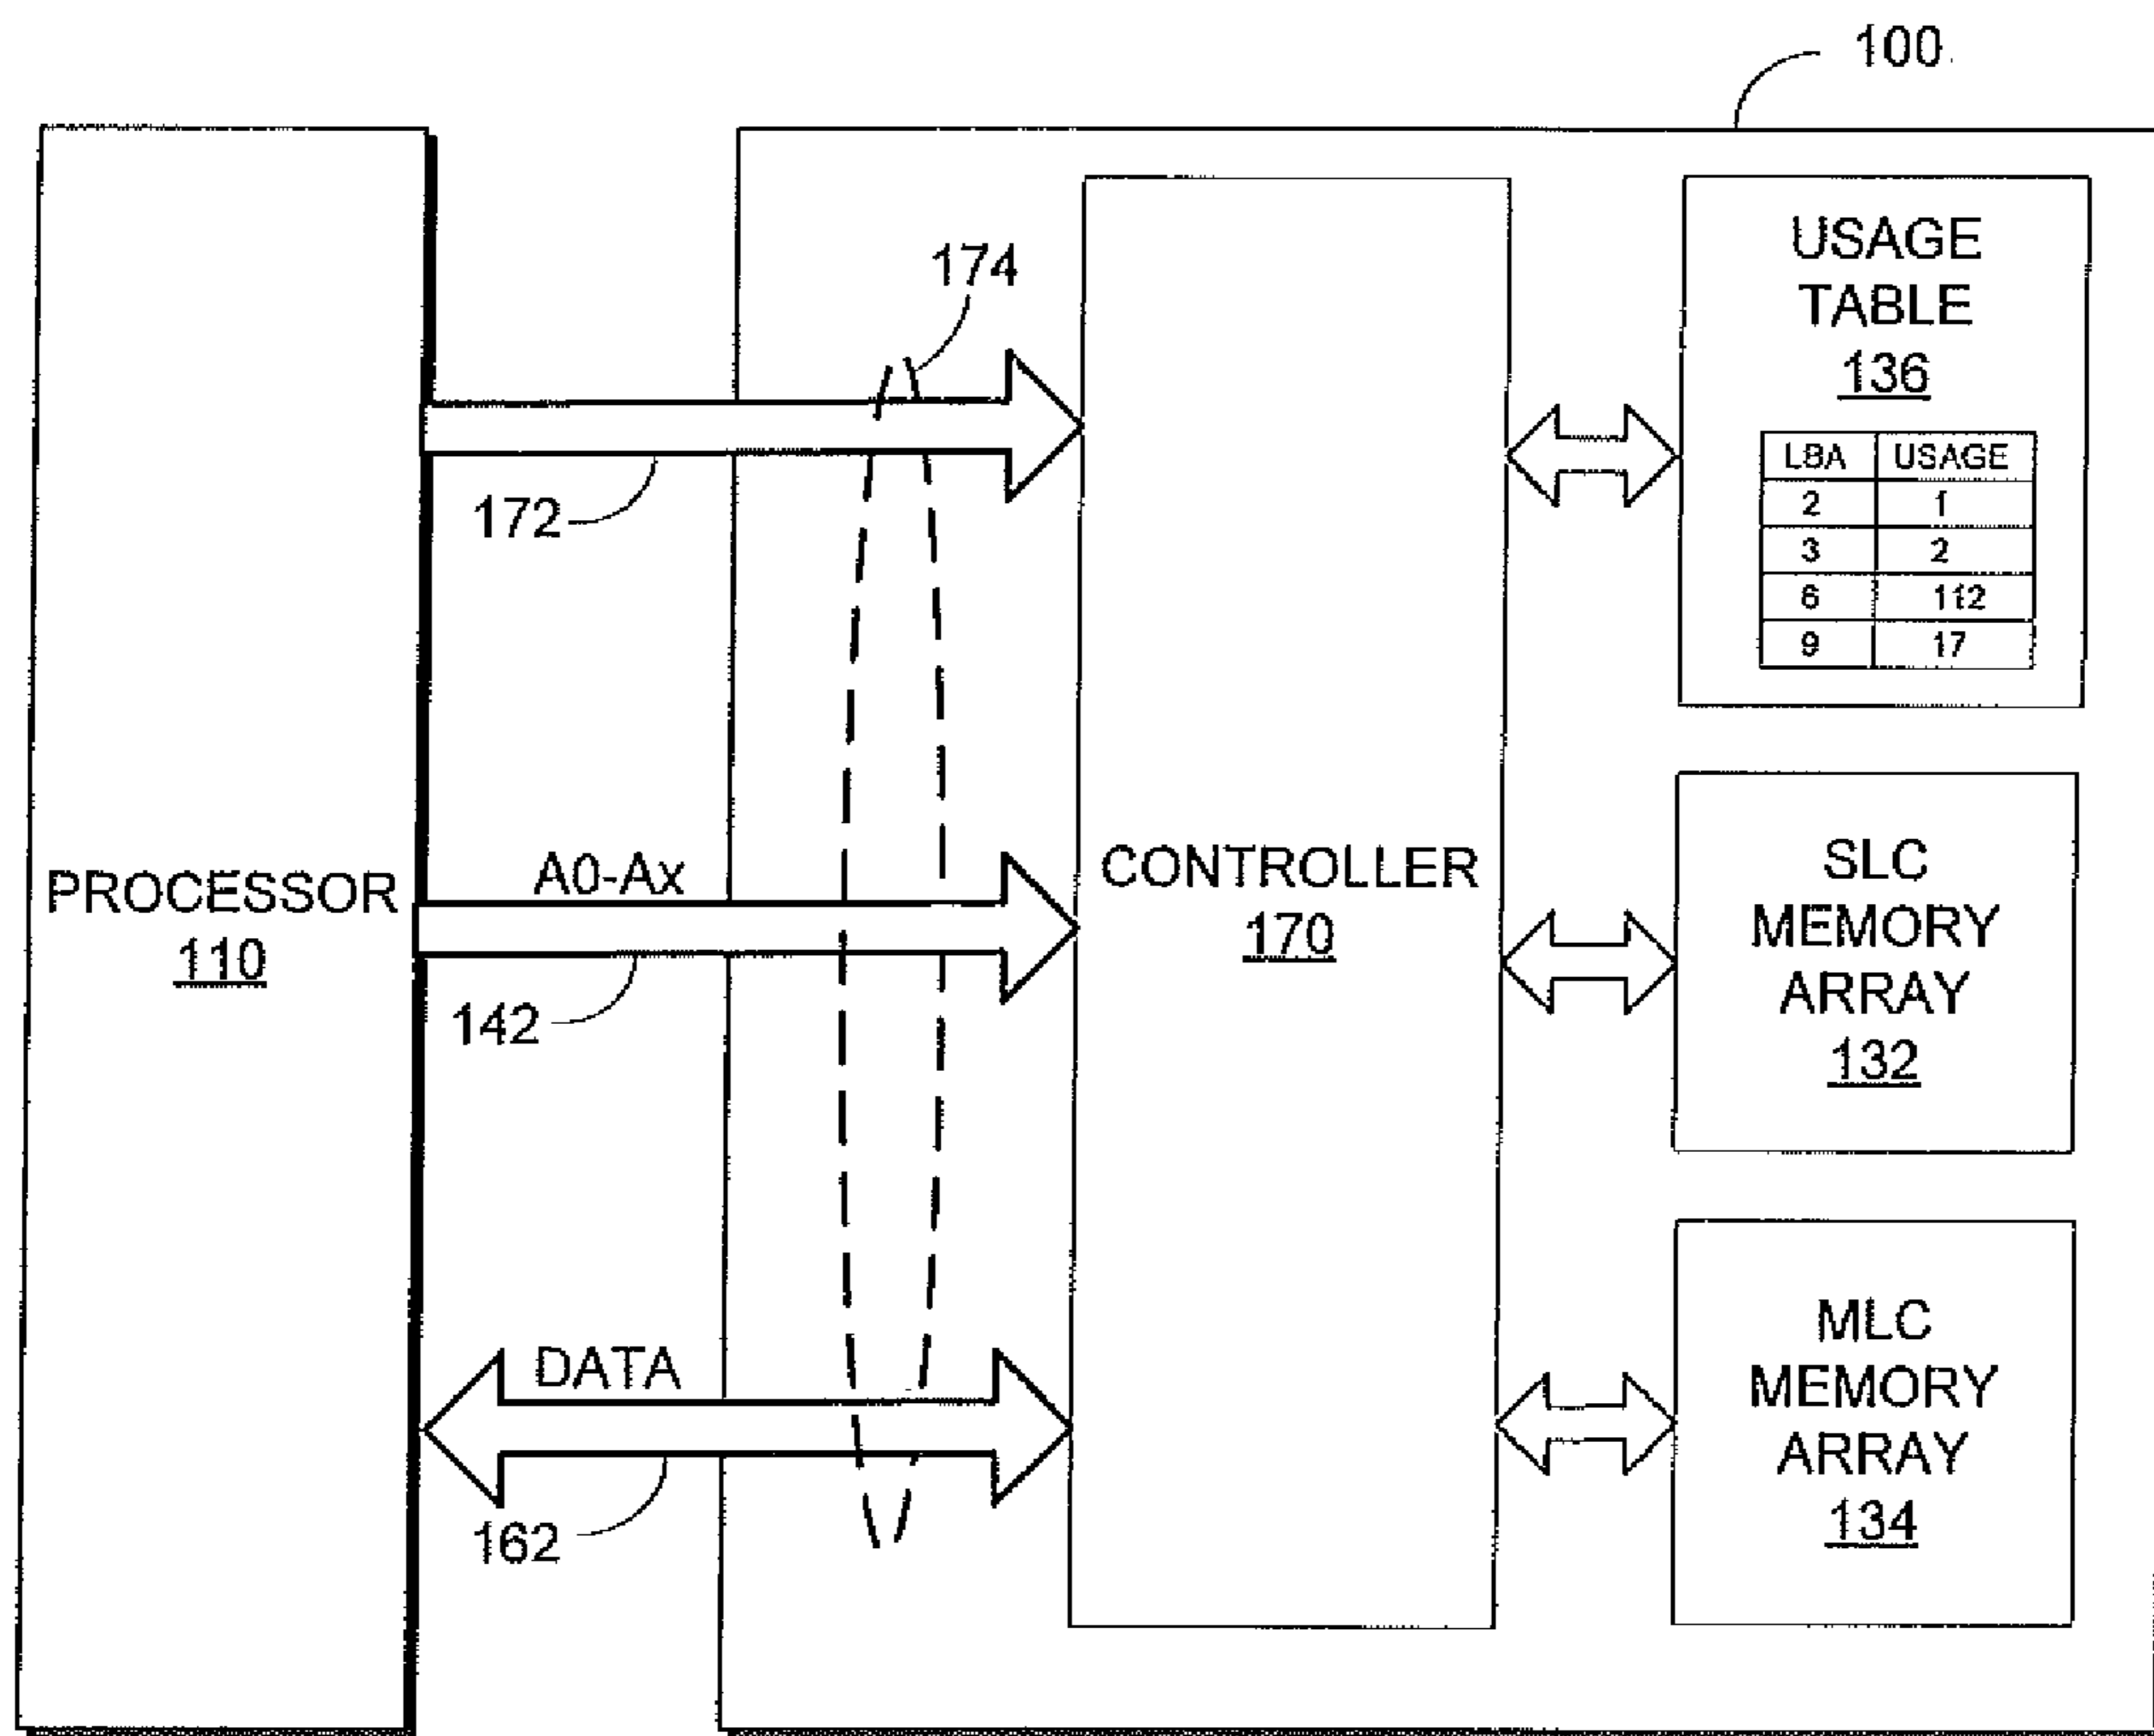 100
174
USAGE
TABLE
136
LBA USAGE
2 1
3 2
6 112
9 17
172
A0-Ax
PROCESSOR
110
142
CONTROLLER
170
SLC
MEMORY
ARRAY
132
DATA
162
MLC
MEMORY
ARRAY
134